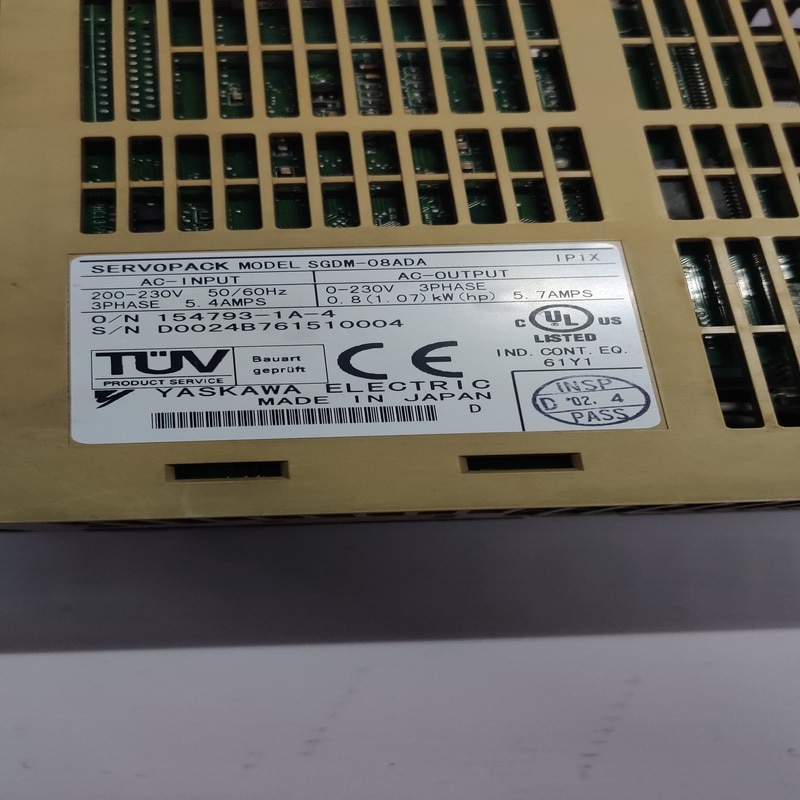 SERVOPACK MODEL SGDM-08ADA IP1X
AC-INPUT AC-OUTPUT
200-230V 50/60Hz 0-230V 3PHASE
3PHASE 5.4AMPS 0.8(1.07)kW(hp) 5.7AMPS
O/N 154793-1A-4
S/N D0024B761510004
C UL US
LISTED
IND. CONT. EQ.
61Y1
TÜV
PRODUCT SERVICE
Bauart
geprüft
CE
YASKAWA ELECTRIC
MADE IN JAPAN D
INSP
D '02. 4
PASS